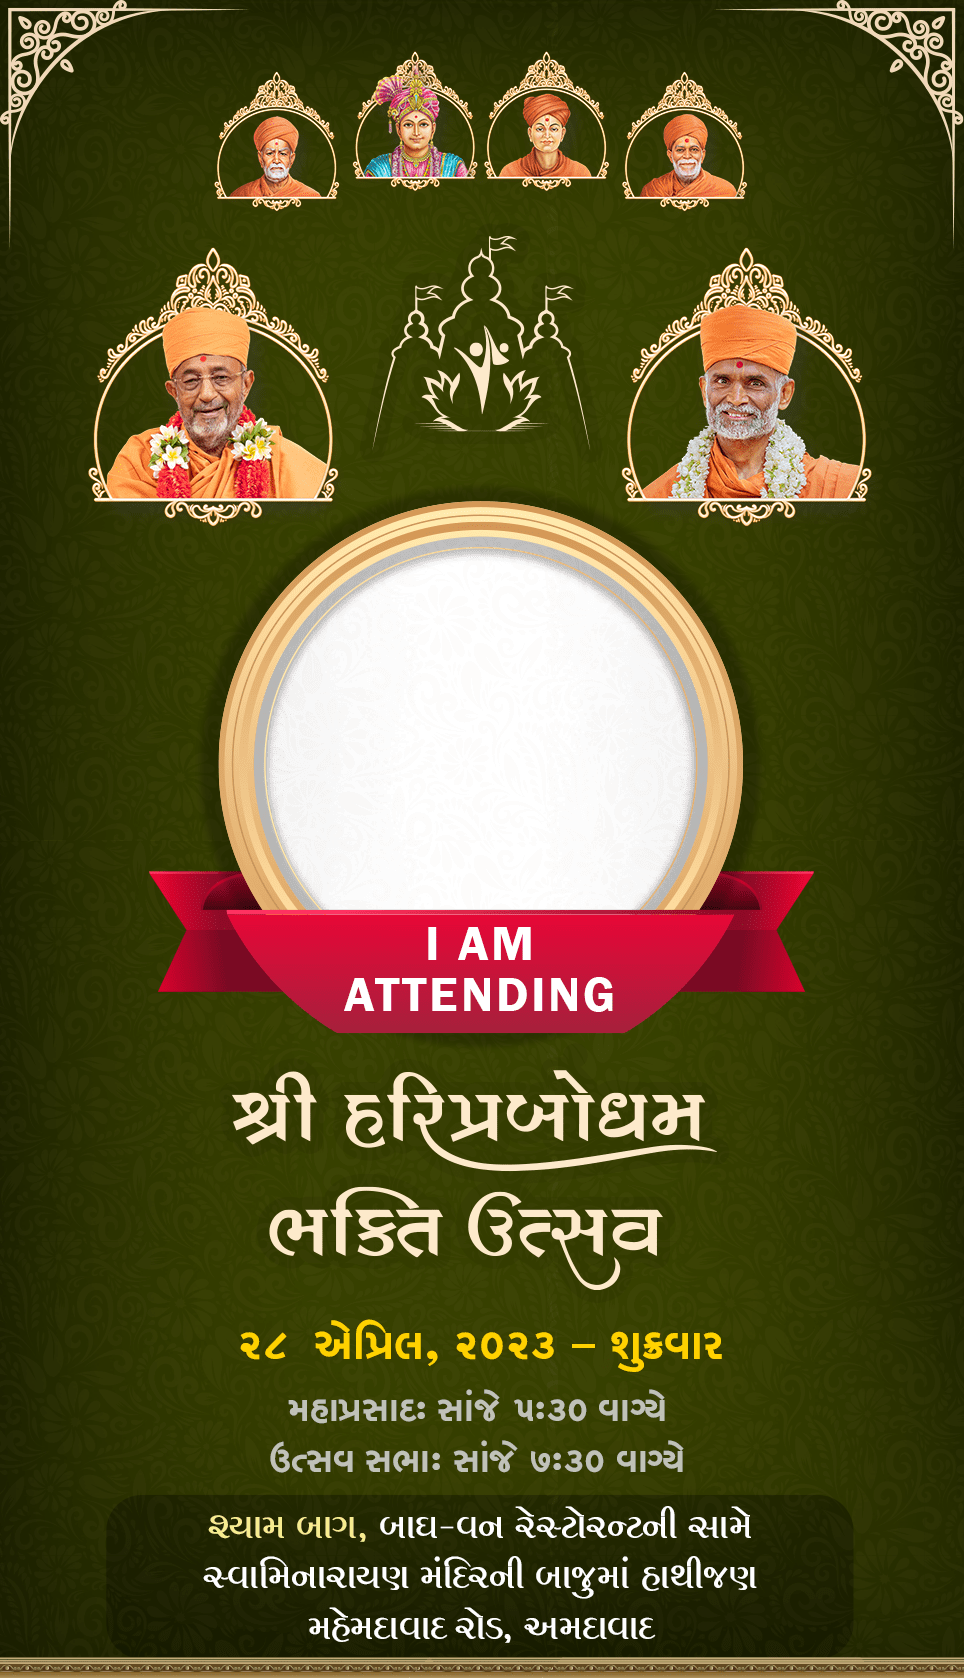 I AM
ATTENDING
શ્રી હરિપ્રબોધમ
ભક્તિ ઉત્સવ
૨૮ એપ્રિલ, ૨૦૨૩ – શુક્રવાર
મહાપ્રસાદઃ સાંજે ૫ઃ૩૦ વાગ્યે
ઉત્સવ સભાઃ સાંજે ૭ઃ૩૦ વાગ્યે
શ્યામ બાગ, બાઘ-વન રેસ્ટોરન્ટની સામે
સ્વામિનારાયણ મંદિરની બાજુમાં હાથીજણ
મહેમદાવાદ રોડ, અમદાવાદ